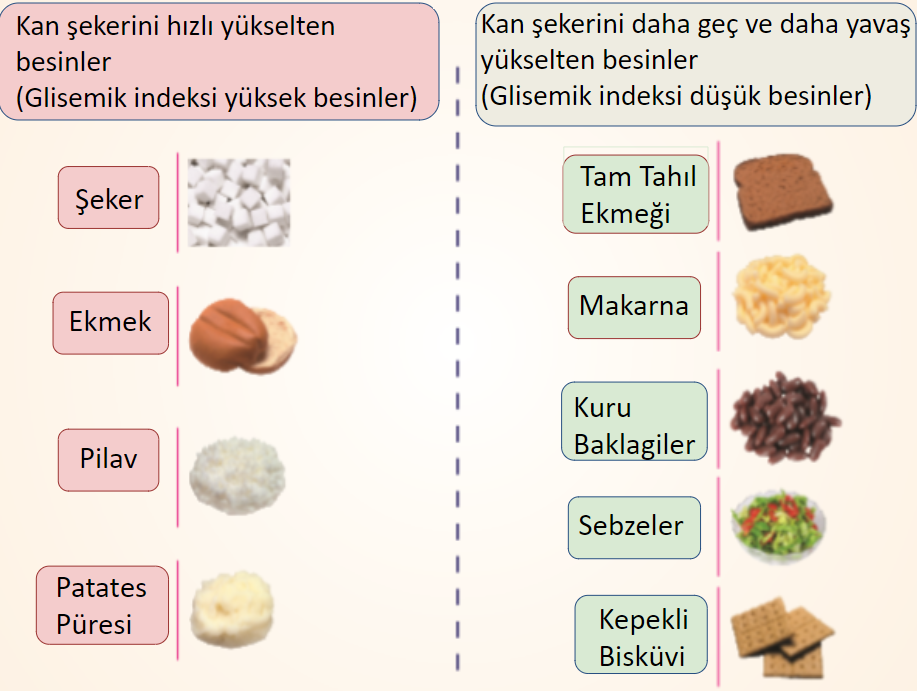 Kan şekerini hızlı yükselten
besinler
(Glisemik indeksi yüksek besinler)
Şeker
Ekmek
Pilav
Patates
Püresi
Kan şekerini daha geç ve daha yavaş
yükselten besinler
(Glisemik indeksi düşük besinler)
Tam Tahıl
Ekmeği
Makarna
Kuru
Baklagiler
Sebzeler
Kepekli
Bisküvi